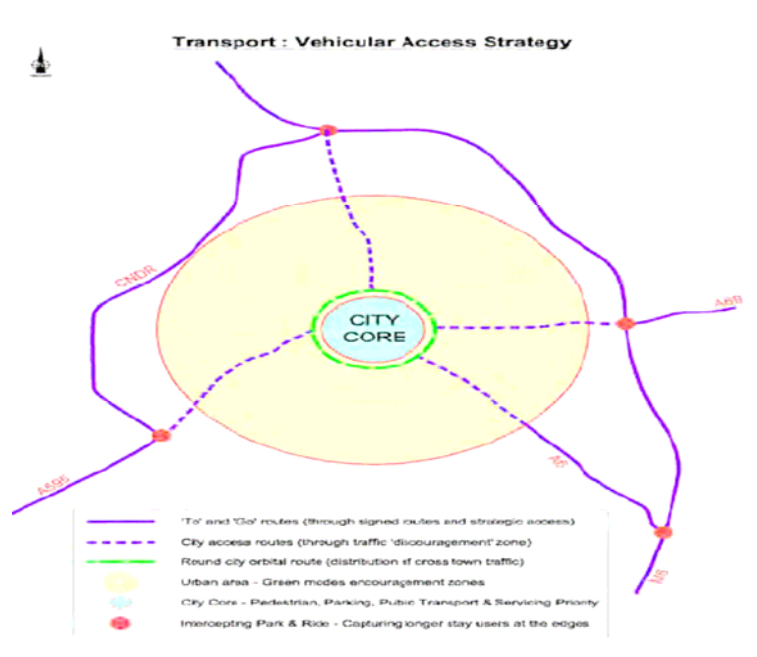 Transport : Vehicular Access Strategy
CNDR
A69
CITY
CORE
A595
A6
'To' and 'Go' routes (through signed routes and strategic access)
City access routes (through traffic 'discouragement' zone)
Round city orbital route (distribution of cross town traffic)
Urban area - Green modes encouragement zones
City Core - Pedestrian, Parking, Pubic Transport & Servicing Priority
Intercepting Park & Ride - Capturing longer stay users at the edges